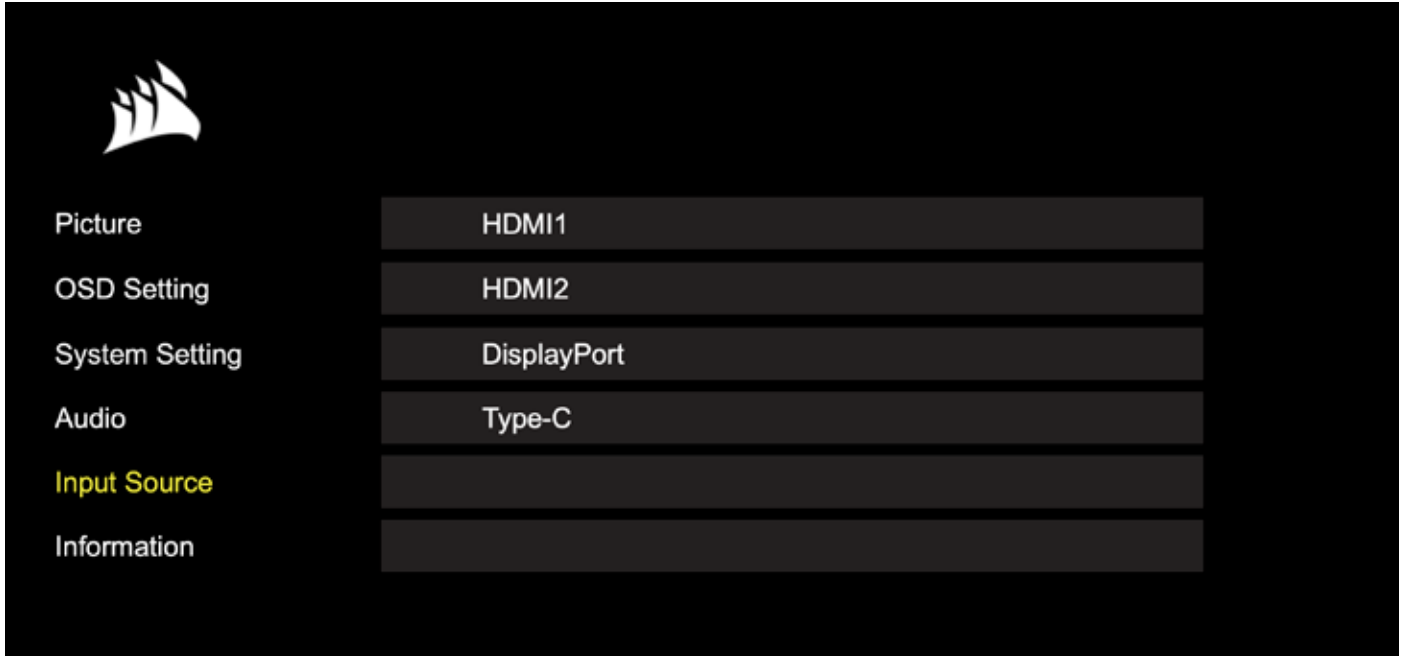 Picture
HDMI1
OSD Setting
HDMI2
System Setting
DisplayPort
Audio
Type-C
Input Source
Information